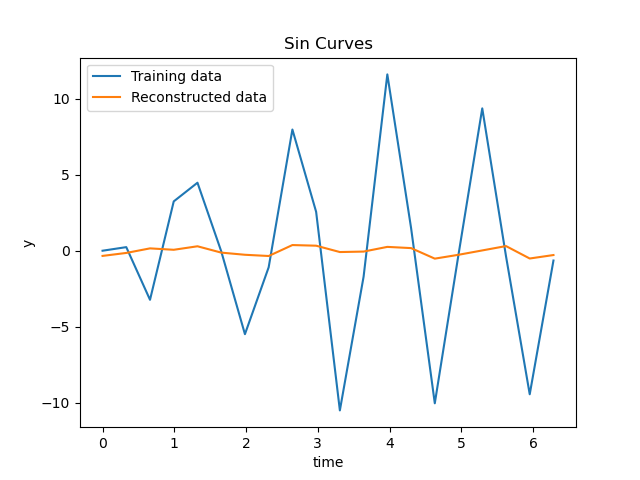 Sin Curves
Training data
Reconstructed data
10
5
0
−5
−10
y
0 1 2 3 4 5 6
time